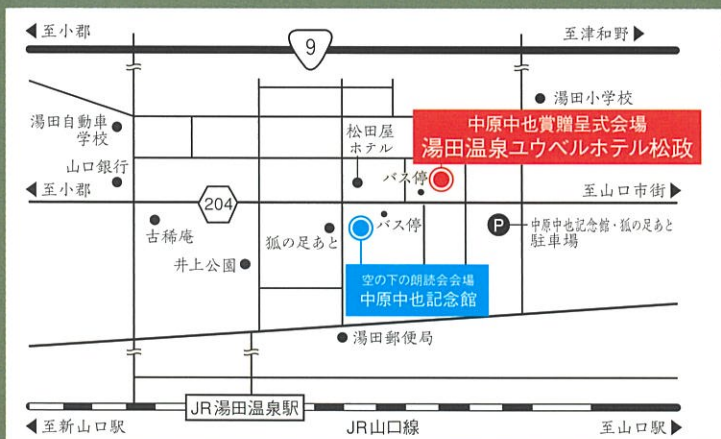 至小郡
9
至津和野
湯田小学校
湯田自動車
学校
松田屋
ホテル
中原中也賞贈呈式会場
湯田温泉ユウベルホテル松政
山口銀行
バス停
至小郡
204
至山口市街
古稀庵
狐の足あと
バス停
P
中原中也記念館・狐の足あと
駐車場
井上公園
空の下の朗読会会場
中原中也記念館
湯田郵便局
JR湯田温泉駅
至新山口駅
JR山口線
至山口駅